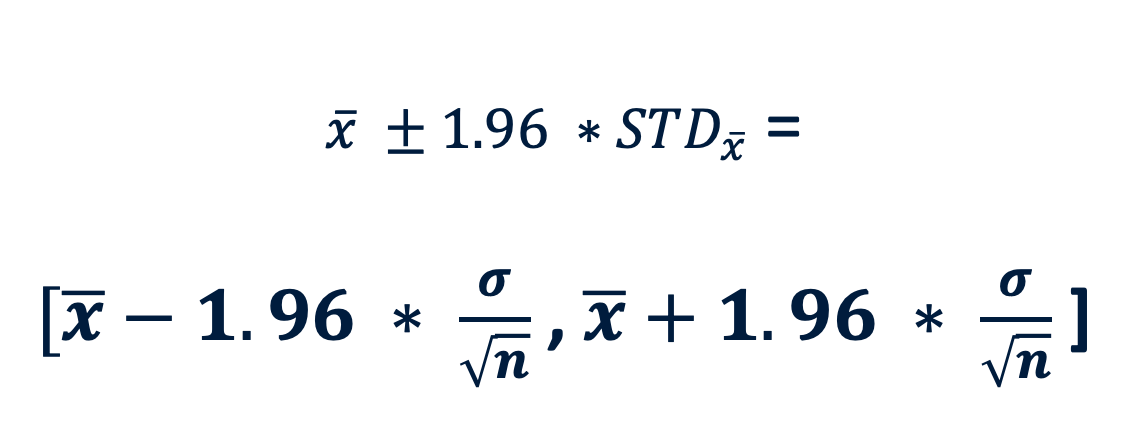 x̄ ± 1.96 * STD_x̄ =
[x̄ − 1.96 * σ/√n, x̄ + 1.96 * σ/√n]